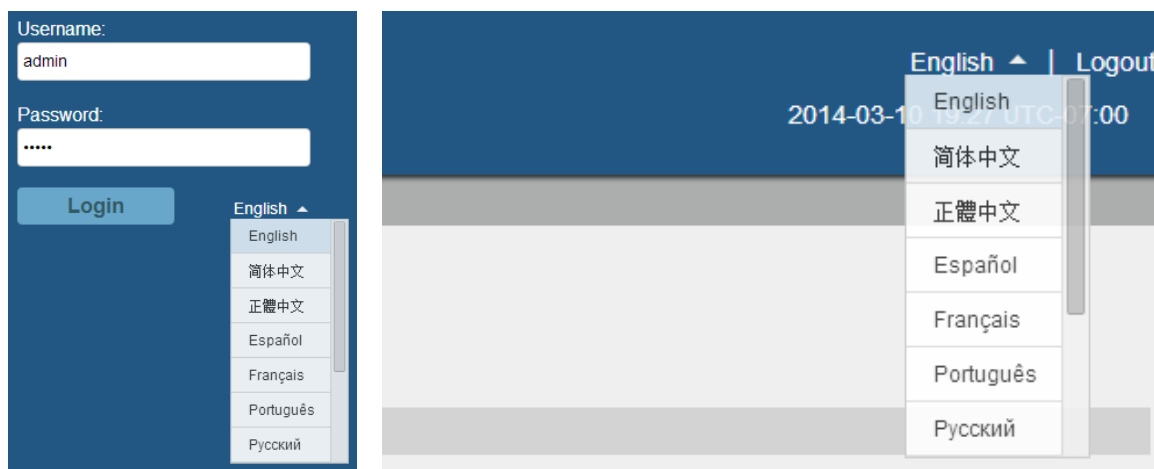 Username:
admin
Password:
•••••
Login
English
English
简体中文
正體中文
Español
Français
Português
Русский
English | Logout
2014-03-10 19:27 UTC-07:00
English
简体中文
正體中文
Español
Français
Português
Русский